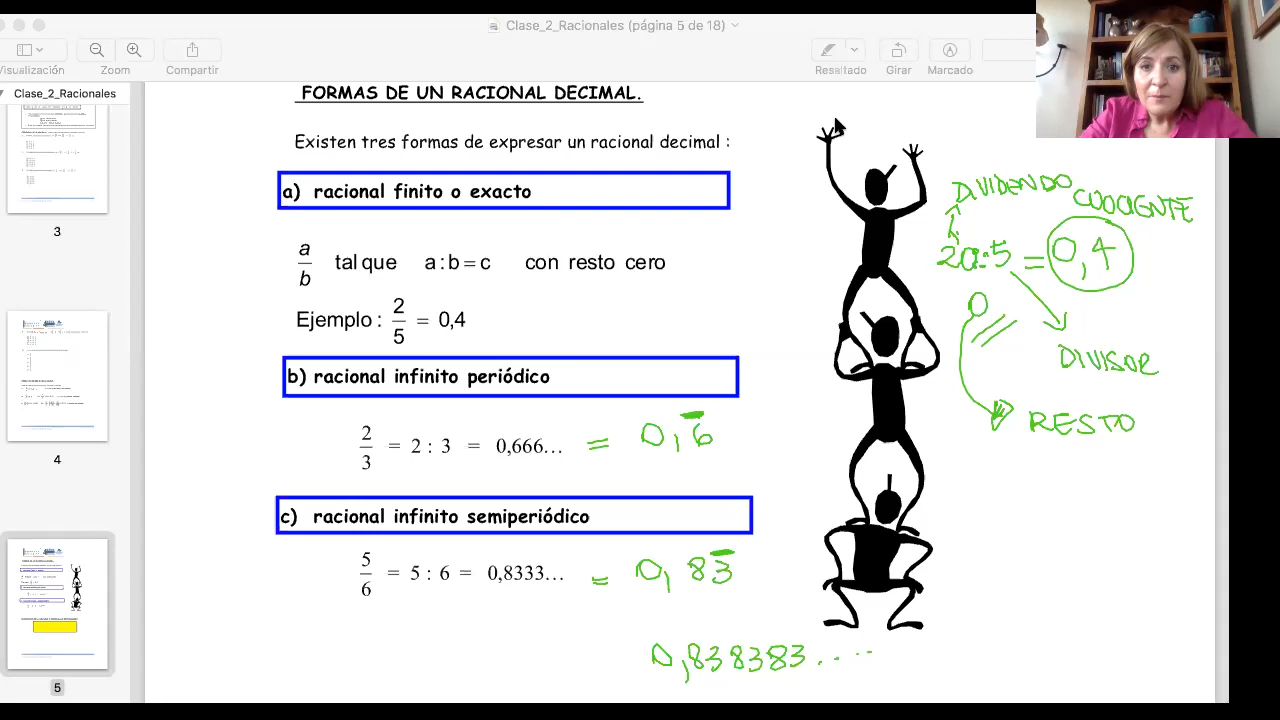 Clase_2_Racionales (página 5 de 18)
Visualización
Zoom
Compartir
Resaltado
Girar
Marcado
Clase_2_Racionales
3
4
5
FORMAS DE UN RACIONAL DECIMAL.
Existen tres formas de expresar un racional decimal :
a) racional finito o exacto
a/b tal que a : b = c con resto cero
Ejemplo : 2/5 = 0,4
b) racional infinito periódico
2/3 = 2 : 3 = 0,666... = 0,6̅
c) racional infinito semiperiódico
5/6 = 5 : 6 = 0,8333... = 0,83̅
0,838383.....
DIVIDENDO
COCIENTE
20:5 = 0,4
0
DIVISOR
RESTO